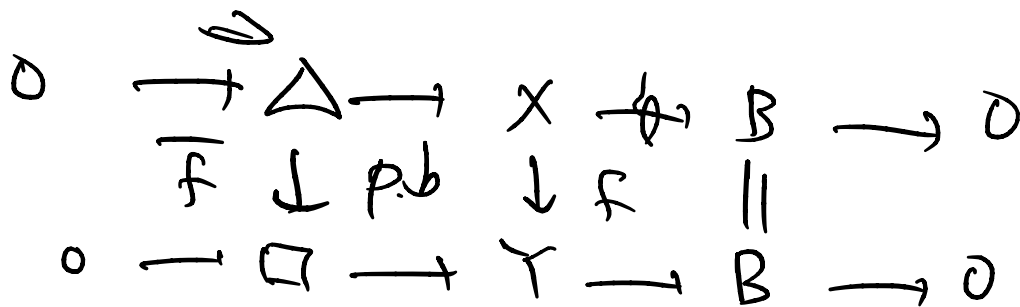 0 → △ → X → B → 0
f̅ ↓ p.b ↓ f ||
0 → □ → Y → B → 0